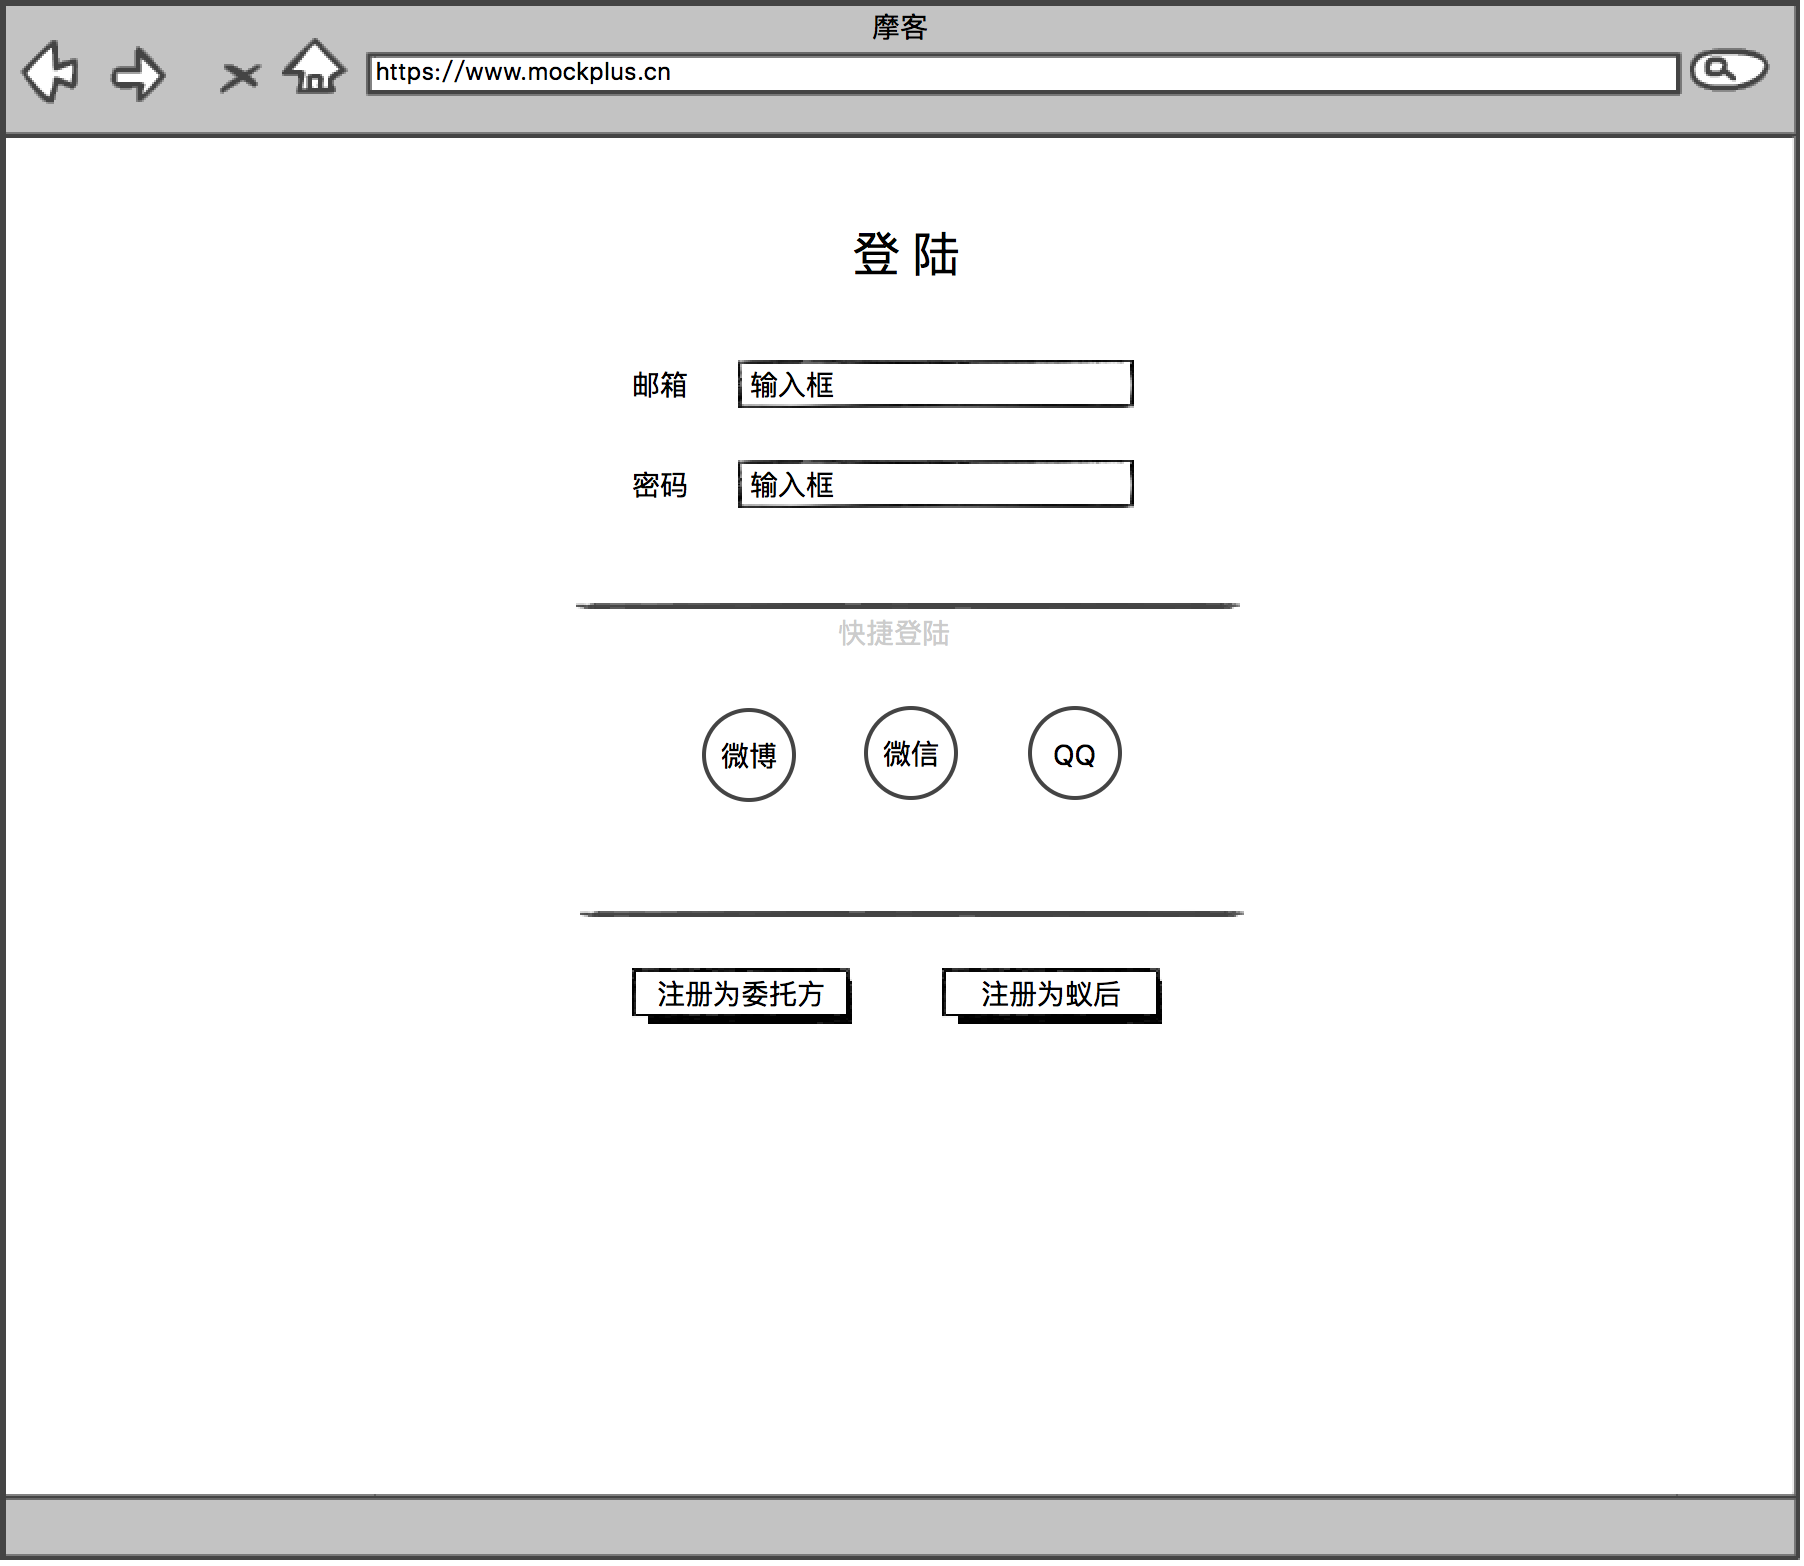 摩客
https://www.mockplus.cn
登 陆
邮箱 输入框
密码 输入框
快捷登陆
微博 微信 QQ
注册为委托方 注册为蚁后